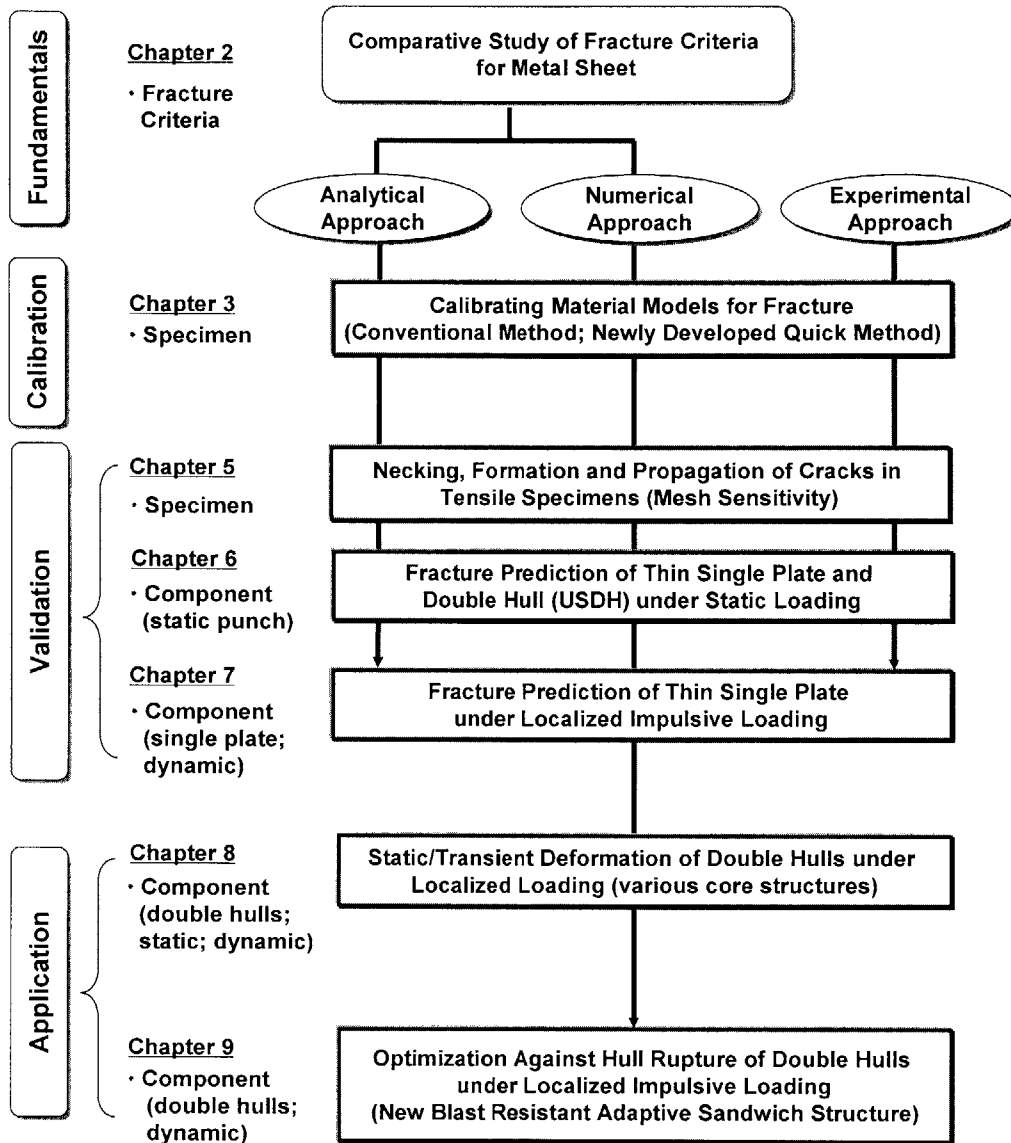 Fundamentals
Chapter 2
· Fracture
Criteria
Comparative Study of Fracture Criteria
for Metal Sheet
Analytical
Approach
Numerical
Approach
Experimental
Approach
Calibration
Chapter 3
· Specimen
Calibrating Material Models for Fracture
(Conventional Method; Newly Developed Quick Method)
Validation
Chapter 5
· Specimen
Necking, Formation and Propagation of Cracks in
Tensile Specimens (Mesh Sensitivity)
Chapter 6
· Component
(static punch)
Fracture Prediction of Thin Single Plate and
Double Hull (USDH) under Static Loading
Chapter 7
· Component
(single plate;
dynamic)
Fracture Prediction of Thin Single Plate
under Localized Impulsive Loading
Application
Chapter 8
· Component
(double hulls;
static; dynamic)
Static/Transient Deformation of Double Hulls under
Localized Loading (various core structures)
Chapter 9
· Component
(double hulls;
dynamic)
Optimization Against Hull Rupture of Double Hulls
under Localized Impulsive Loading
(New Blast Resistant Adaptive Sandwich Structure)